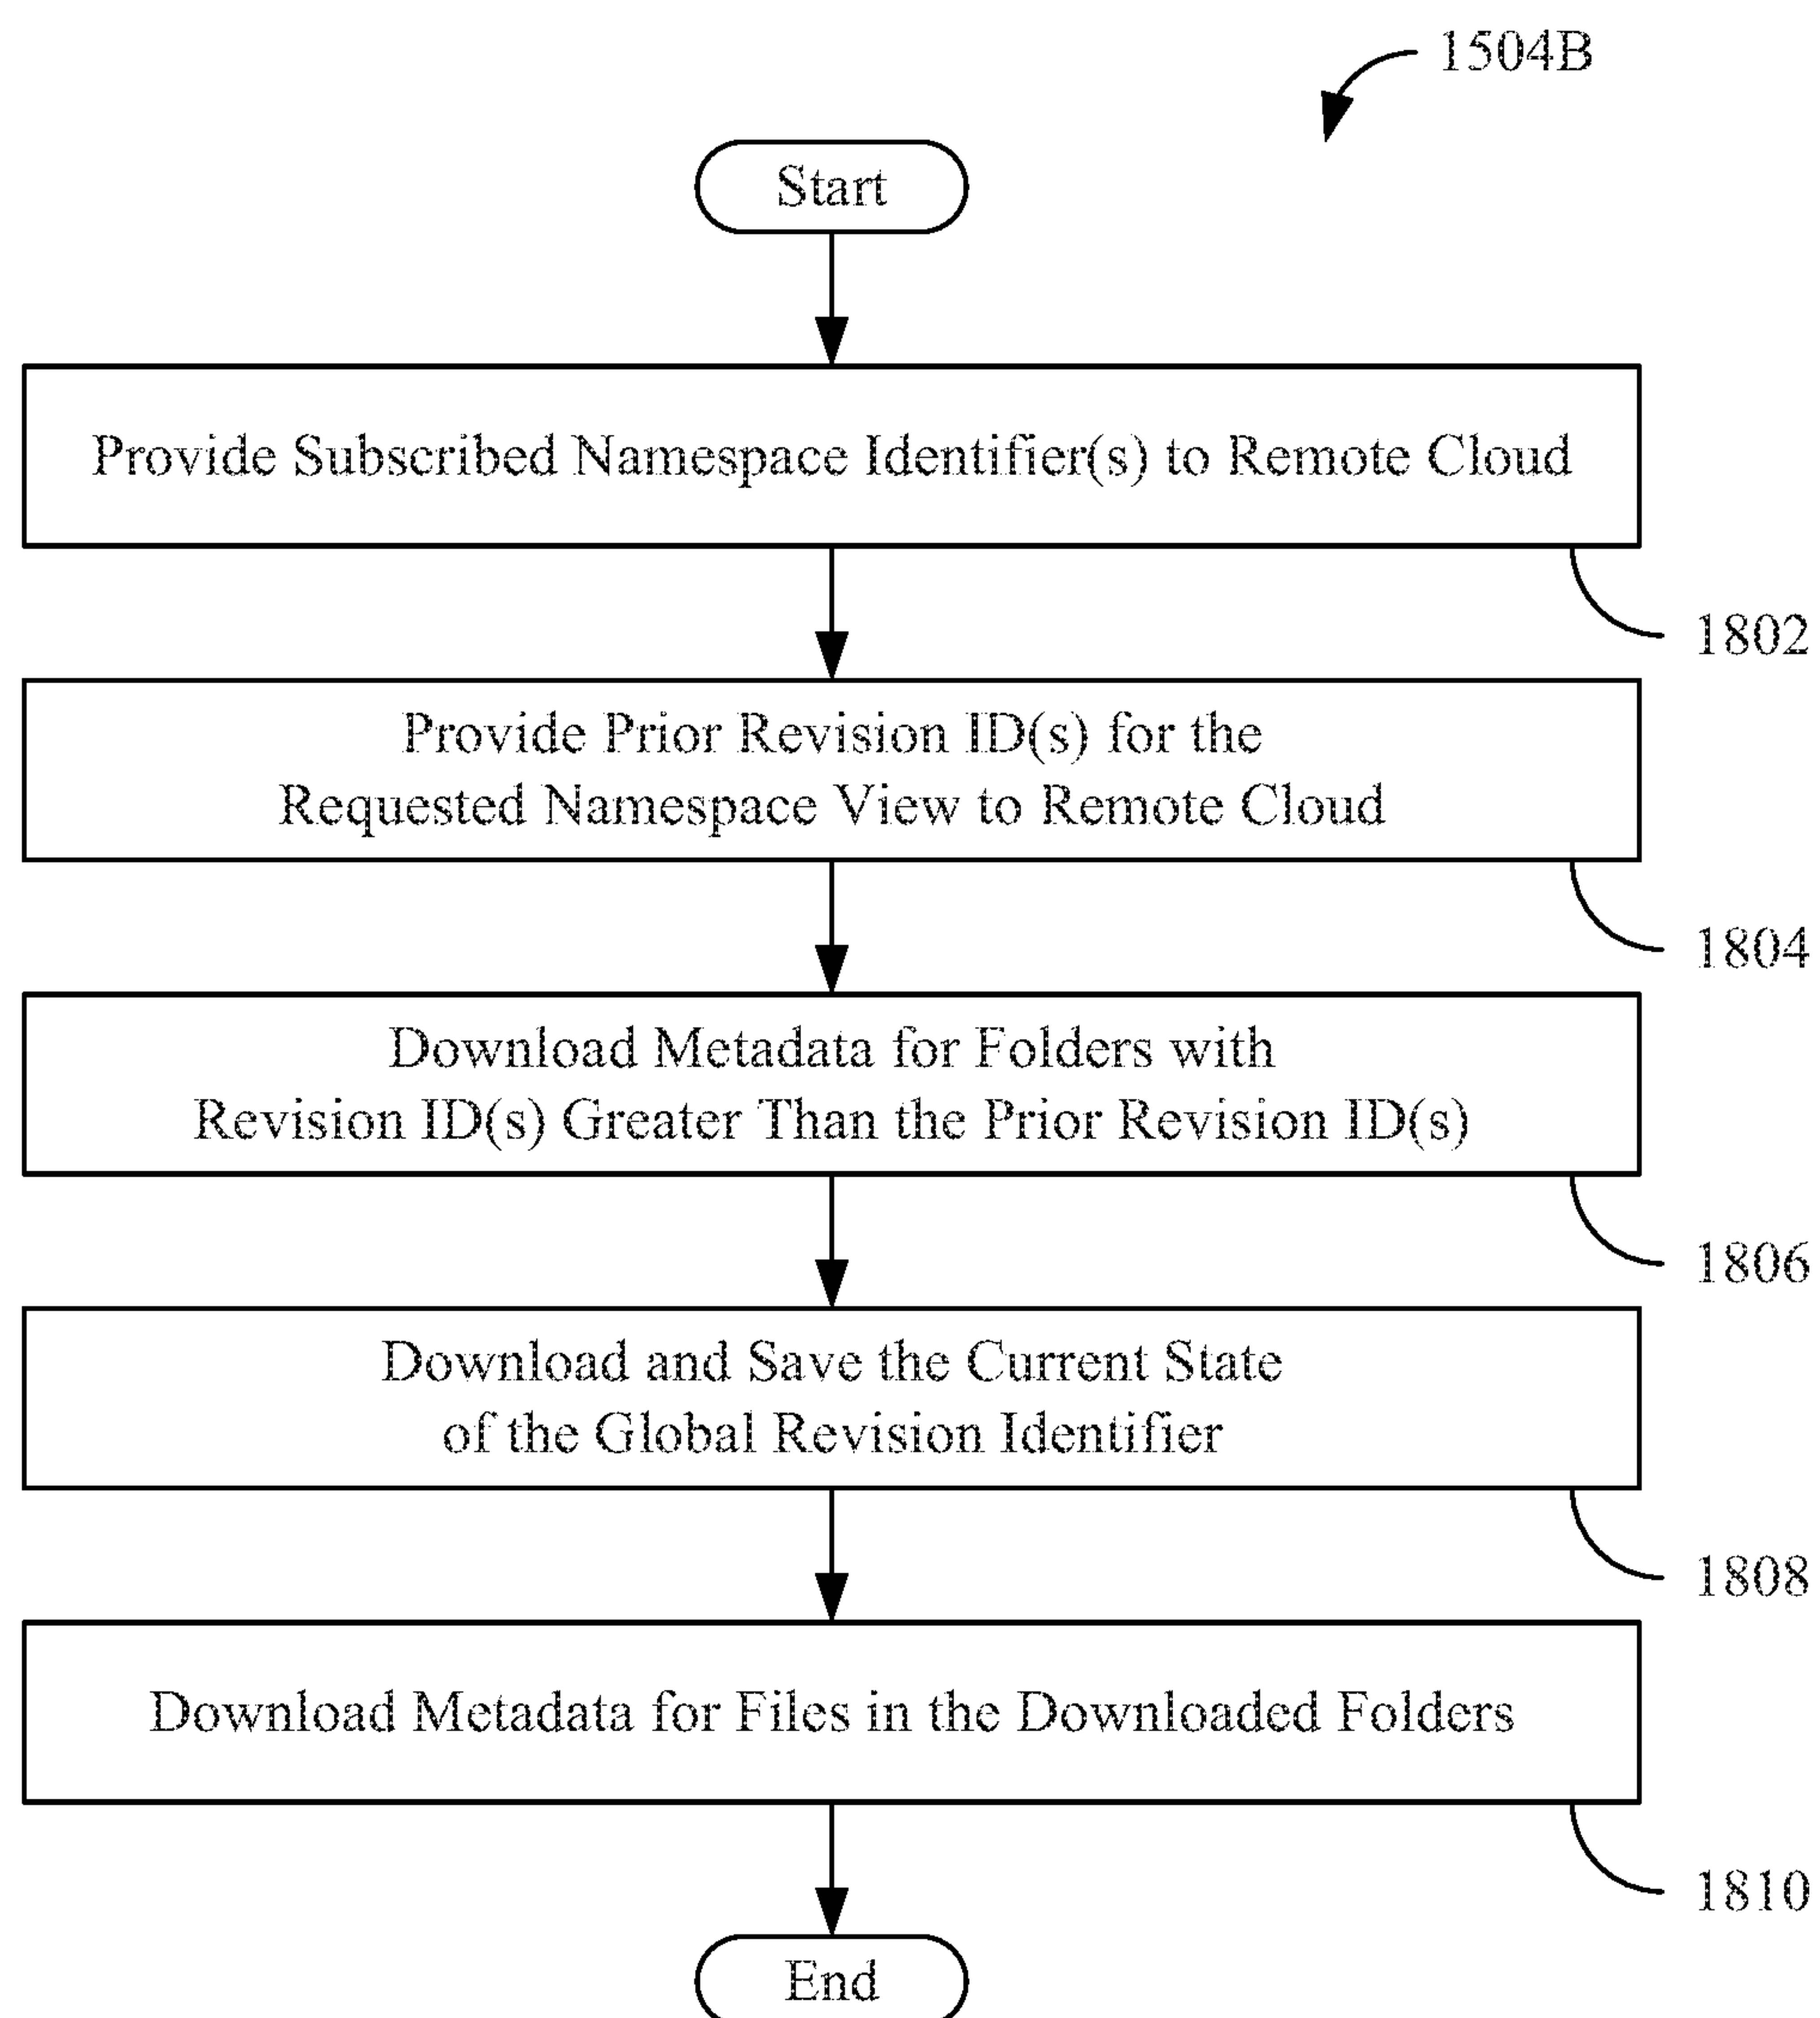 1504B
Start
Provide Subscribed Namespace Identifier(s) to Remote Cloud
1802
Provide Prior Revision ID(s) for the
Requested Namespace View to Remote Cloud
1804
Download Metadata for Folders with
Revision ID(s) Greater Than the Prior Revision ID(s)
1806
Download and Save the Current State
of the Global Revision Identifier
1808
Download Metadata for Files in the Downloaded Folders
1810
End